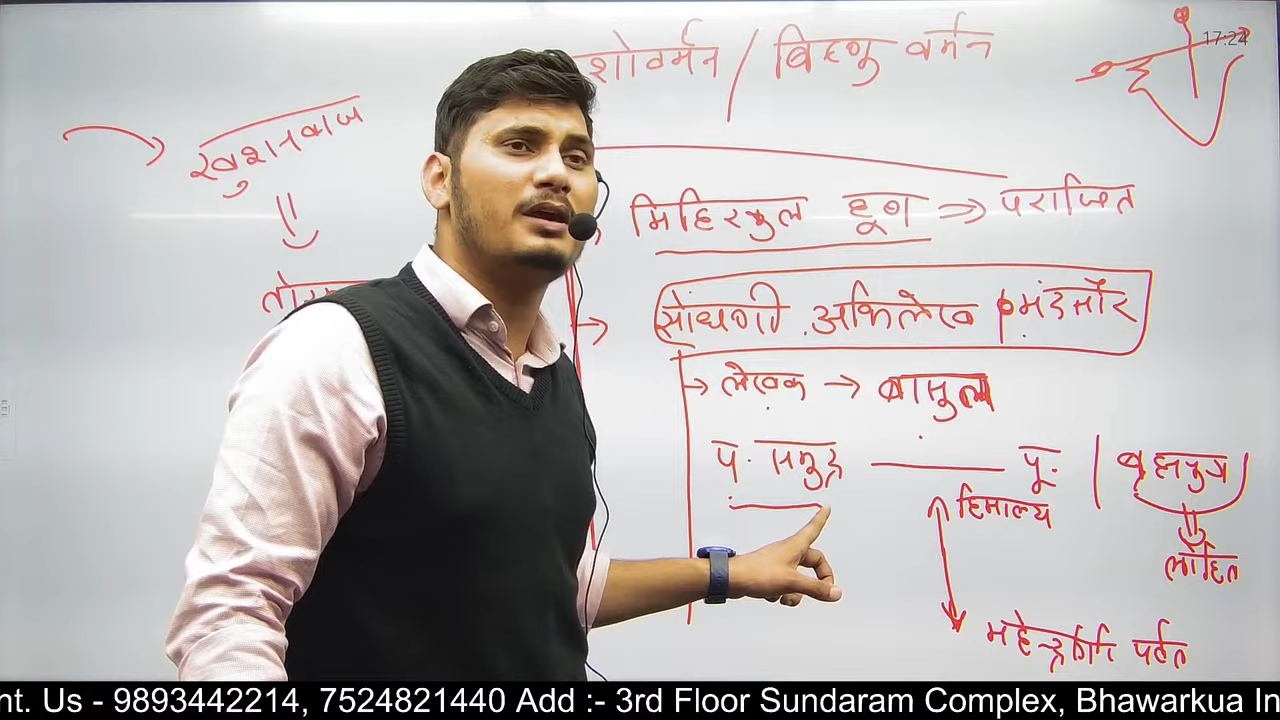 शोवर्मन / विष्णु वर्मन
17:24
खुशनवाज
मिहिरकुल हूण ⇒ पराजित
→ सोंधणी अभिलेख मंदसौर
→ लेखक → वासुल
प. समुद्र — पू. | ब्रह्मपुत्र
हिमालय
लोहित
महेन्द्रगिरि पर्वत
nt. Us - 9893442214, 7524821440 Add :- 3rd Floor Sundaram Complex, Bhawarkua In